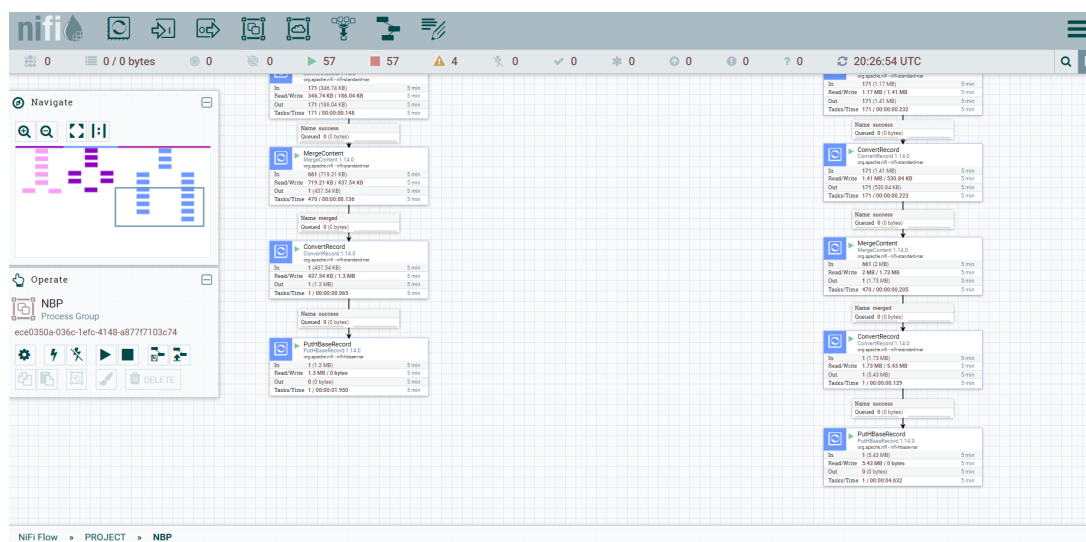 nifi
0
0 / 0 bytes
0
0
57
57
4
0
0
0
0
0
0
20:26:54 UTC
Navigate
Operate
NBP
Process Group
ece0350a-036c-1efc-4148-a877f7103c74
DELETE
org.apache.nifi - nifi-standard-nar
In 171 (346.74 KB) 5 min
Read/Write 346.74 KB / 186.04 KB 5 min
Out 171 (186.04 KB) 5 min
Tasks/Time 171 / 00:00:00.148 5 min
Name success
Queued 0 (0 bytes)
MergeContent
MergeContent 1.14.0
org.apache.nifi - nifi-standard-nar
In 661 (719.21 KB) 5 min
Read/Write 719.21 KB / 437.54 KB 5 min
Out 1 (437.54 KB) 5 min
Tasks/Time 470 / 00:00:00.136 5 min
Name merged
Queued 0 (0 bytes)
ConvertRecord
ConvertRecord 1.14.0
org.apache.nifi - nifi-standard-nar
In 1 (437.54 KB) 5 min
Read/Write 437.54 KB / 1.3 MB 5 min
Out 1 (1.3 MB) 5 min
Tasks/Time 1 / 00:00:00.065 5 min
Name success
Queued 0 (0 bytes)
PutHBaseRecord
PutHBaseRecord 1.14.0
org.apache.nifi - nifi-hbase-nar
In 1 (1.3 MB) 5 min
Read/Write 1.3 MB / 0 bytes 5 min
Out 0 (0 bytes) 5 min
Tasks/Time 1 / 00:00:01.950 5 min
org.apache.nifi - nifi-standard-nar
In 171 (1.17 MB) 5 min
Read/Write 1.17 MB / 1.41 MB 5 min
Out 171 (1.41 MB) 5 min
Tasks/Time 171 / 00:00:00.232 5 min
Name success
Queued 0 (0 bytes)
ConvertRecord
ConvertRecord 1.14.0
org.apache.nifi - nifi-standard-nar
In 171 (1.41 MB) 5 min
Read/Write 1.41 MB / 530.84 KB 5 min
Out 171 (530.84 KB) 5 min
Tasks/Time 171 / 00:00:00.223 5 min
Name success
Queued 0 (0 bytes)
MergeContent
MergeContent 1.14.0
org.apache.nifi - nifi-standard-nar
In 661 (2 MB) 5 min
Read/Write 2 MB / 1.73 MB 5 min
Out 1 (1.73 MB) 5 min
Tasks/Time 470 / 00:00:00.205 5 min
Name merged
Queued 0 (0 bytes)
ConvertRecord
ConvertRecord 1.14.0
org.apache.nifi - nifi-standard-nar
In 1 (1.73 MB) 5 min
Read/Write 1.73 MB / 5.43 MB 5 min
Out 1 (5.43 MB) 5 min
Tasks/Time 1 / 00:00:00.129 5 min
Name success
Queued 0 (0 bytes)
PutHBaseRecord
PutHBaseRecord 1.14.0
org.apache.nifi - nifi-hbase-nar
In 1 (5.43 MB) 5 min
Read/Write 5.43 MB / 0 bytes 5 min
Out 0 (0 bytes) 5 min
Tasks/Time 1 / 00:00:04.632 5 min
NiFi Flow » PROJECT » NBP